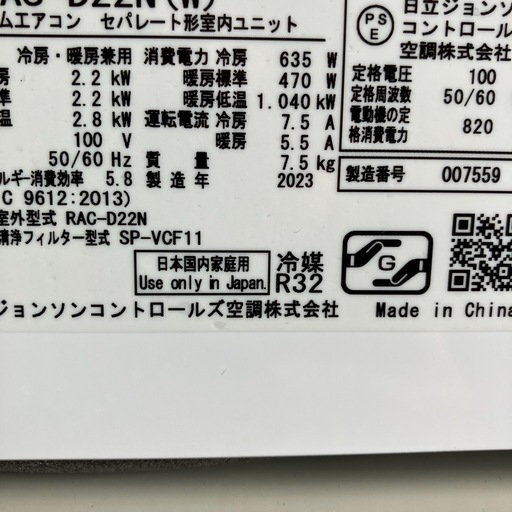 D22N (W)
ムエアコン セパレート形室内ユニット
冷房・暖房兼用 消費電力 冷房 635 W
2.2 kW 暖房標準 470 W
準 2.2 kW 暖房低温 1.040 kW
温 2.8 kW 運転電流 冷房 7.5 A
100 V 暖房 5.5 A
50/60 Hz 質量 7.5 kg
ルギー消費効率 5.8 製造年 2023
C 9612:2013)
室外型式 RAC-D22N
清浄フィルター型式 SP-VCF11
日本国内家庭用
Use only in Japan.
冷媒
R32
ジョンソンコントロールズ空調株式会社 Made in China
PS
E
日立ジョンソン
コントロールズ
空調株式会
定格電圧 100
定格周波数 50/60
電動機の定
格消費電力 820
製造番号 007559
G